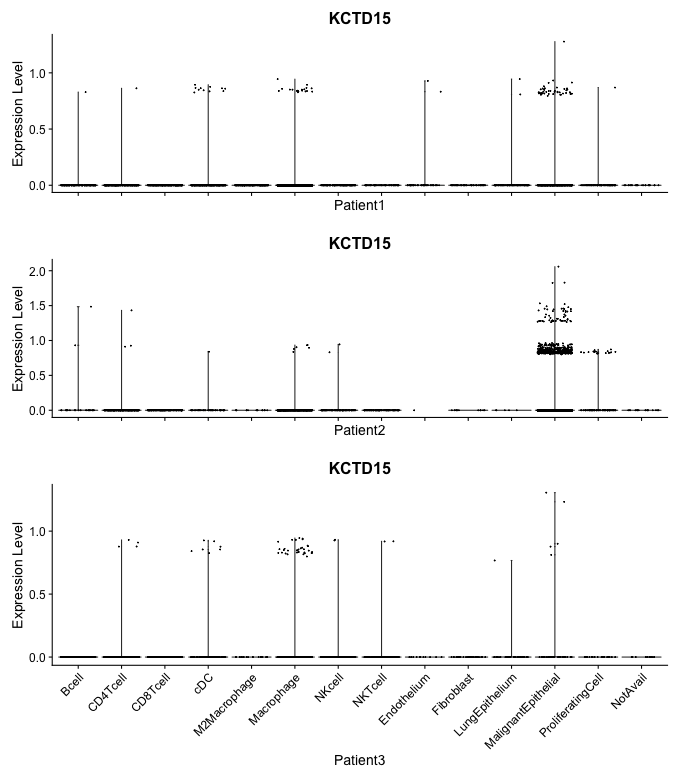 KCTD15
Expression Level
1.0
0.5
0.0
Patient1
KCTD15
Expression Level
2.0
1.5
1.0
0.5
0.0
Patient2
KCTD15
Expression Level
1.0
0.5
0.0
Bcell
CD4Tcell
CD8Tcell
cDC
M2Macrophage
Macrophage
NKcell
NKTcell
Endothelium
Fibroblast
LungEpithelium
MalignantEpithelial
ProliferatingCell
NotAvail
Patient3